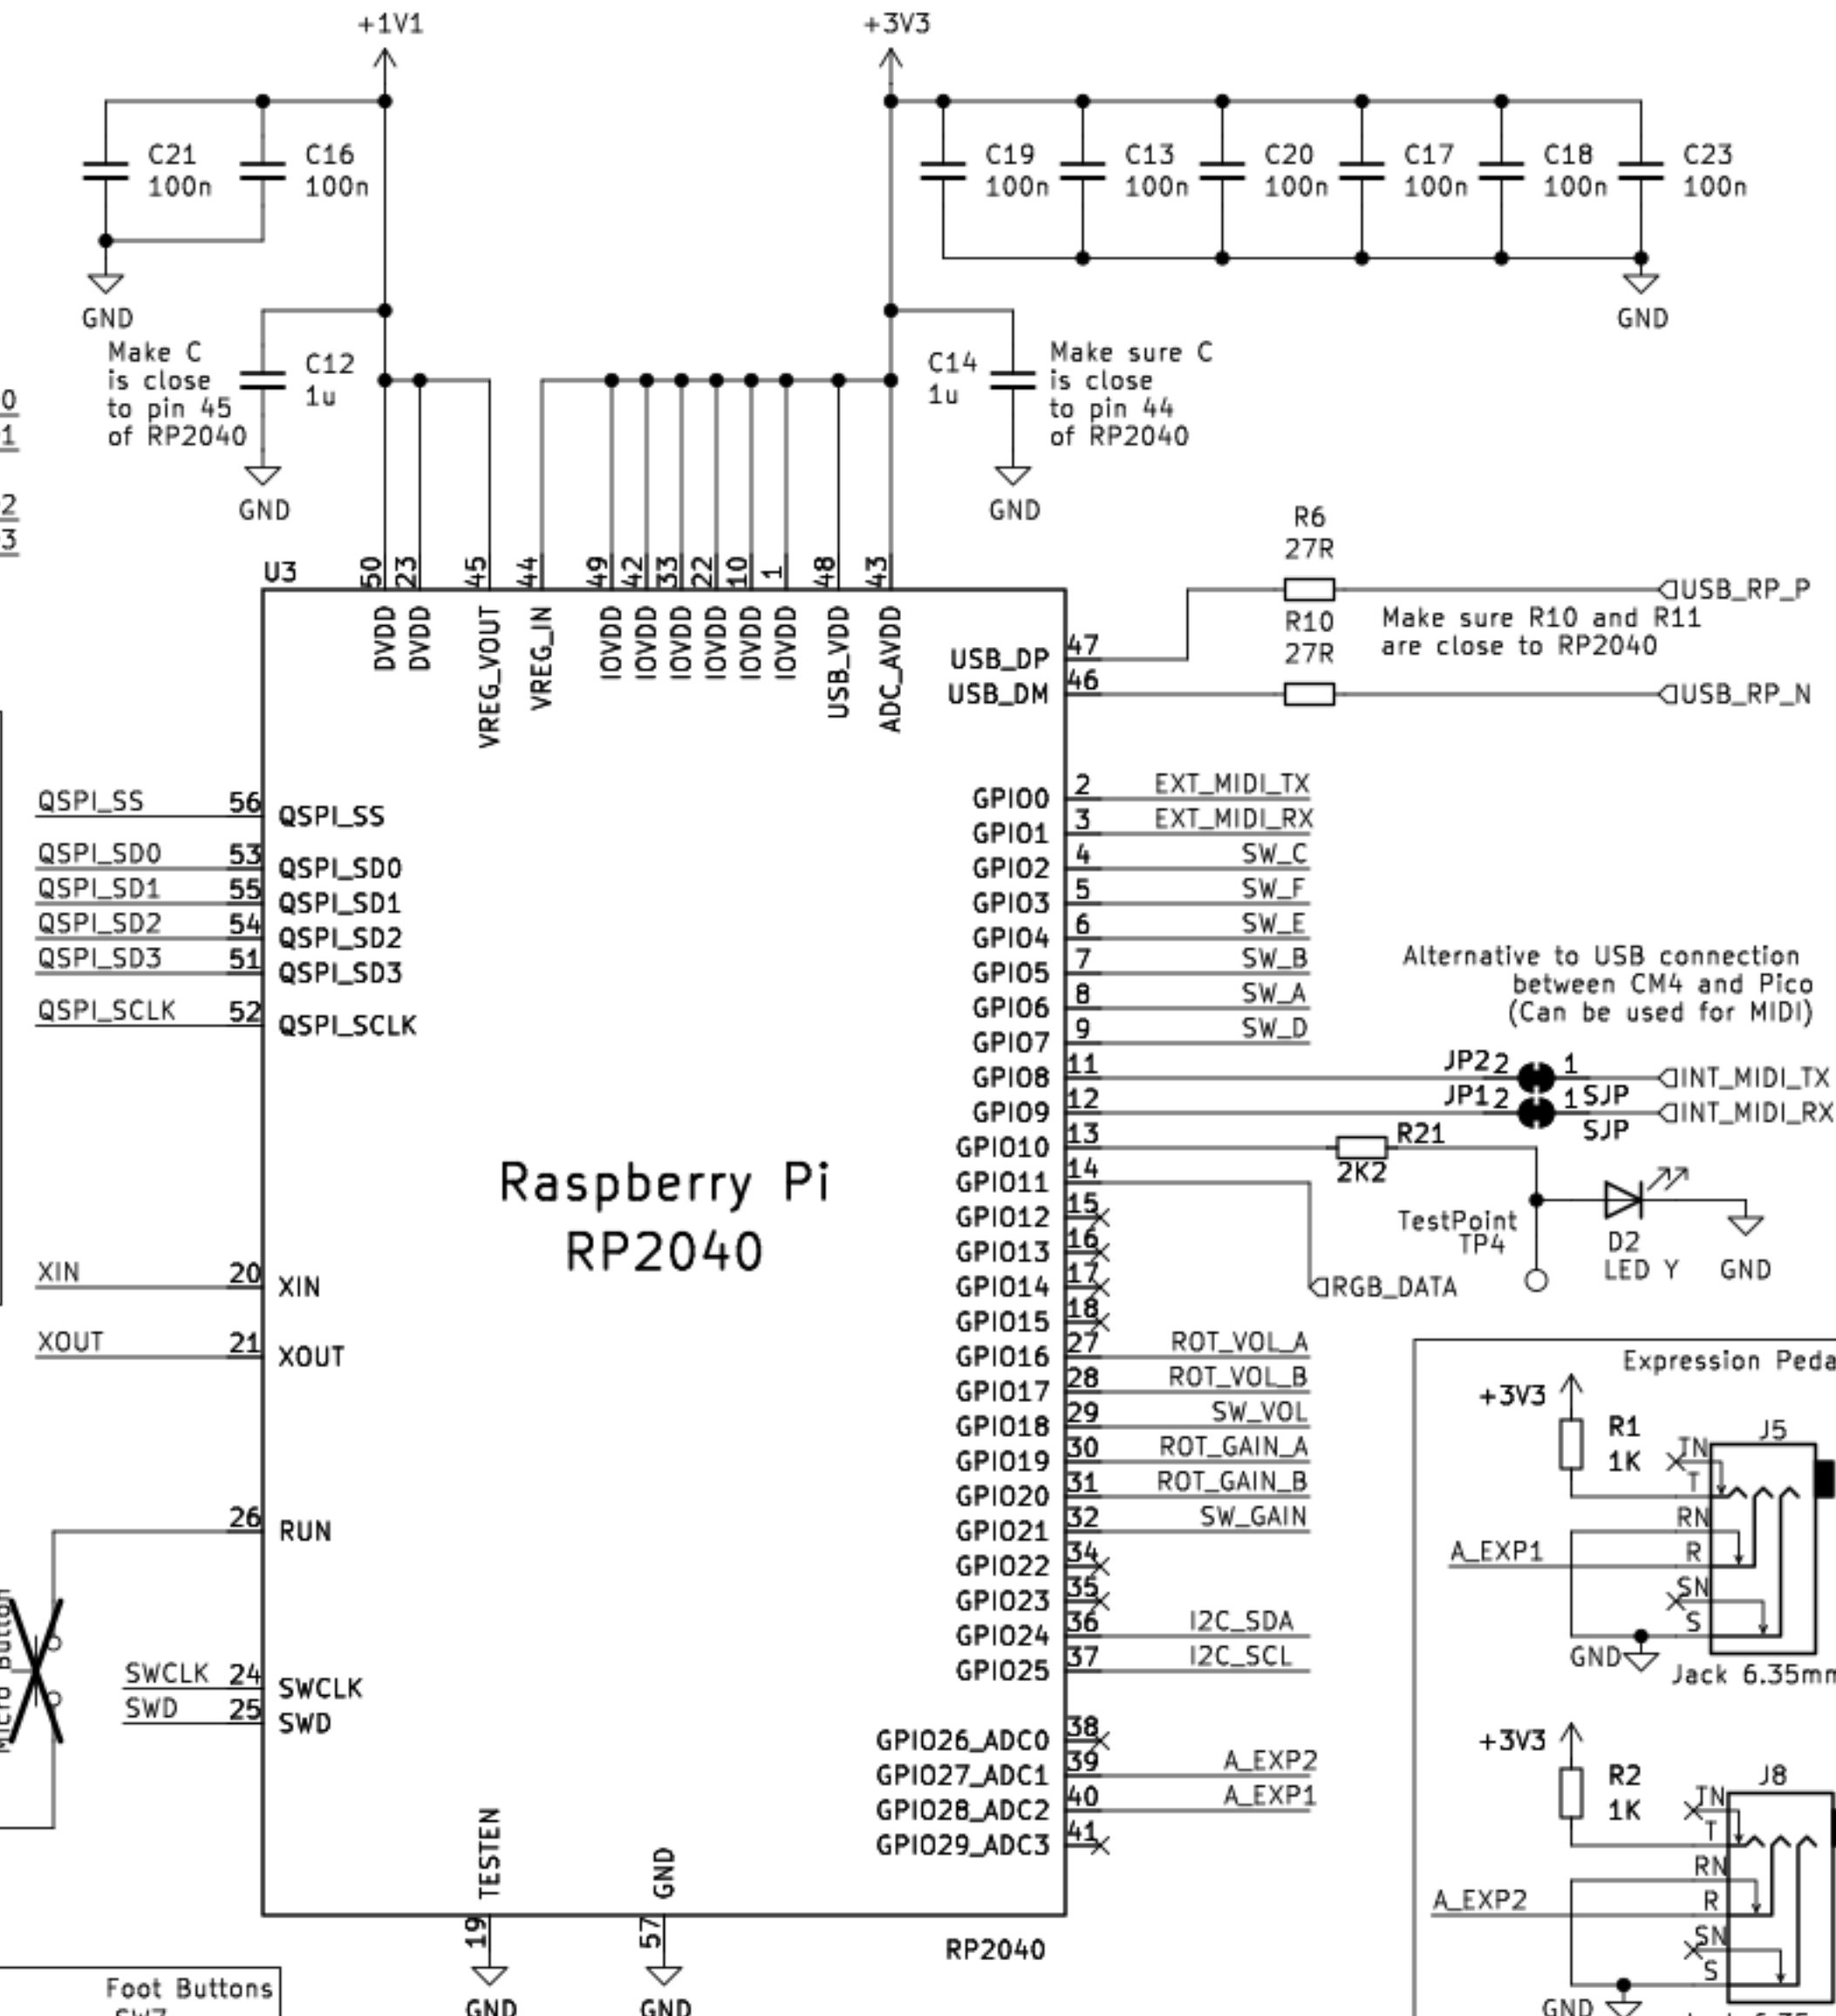 +1V1
+3V3
C21
100n
C16
100n
C19
100n
C13
100n
C20
100n
C17
100n
C18
100n
C23
100n
GND
GND
Make C
is close
to pin 45
of RP2040
C12
1u
GND
C14
1u
Make sure C
is close
to pin 44
of RP2040
GND
0
1
2
3
U3
50
23
45
44
49
42
33
22
10
1
48
43
DVDD
DVDD
VREG_VOUT
VREG_IN
IOVDD
IOVDD
IOVDD
IOVDD
IOVDD
IOVDD
USB_VDD
ADC_AVDD
R6
27R
USB_RP_P
R10
27R
Make sure R10 and R11
are close to RP2040
USB_DP 47
USB_DM 46
USB_RP_N
QSPI_SS 56 QSPI_SS
QSPI_SD0 53 QSPI_SD0
QSPI_SD1 55 QSPI_SD1
QSPI_SD2 54 QSPI_SD2
QSPI_SD3 51 QSPI_SD3
QSPI_SCLK 52 QSPI_SCLK
XIN 20 XIN
XOUT 21 XOUT
26 RUN
SWCLK 24 SWCLK
SWD 25 SWD
Micro Button
Raspberry Pi
RP2040
GPIO0 2 EXT_MIDI_TX
GPIO1 3 EXT_MIDI_RX
GPIO2 4 SW_C
GPIO3 5 SW_F
GPIO4 6 SW_E
GPIO5 7 SW_B
GPIO6 8 SW_A
GPIO7 9 SW_D
GPIO8 11
GPIO9 12
GPIO10 13
GPIO11 14
GPIO12 15
GPIO13 16
GPIO14 17
GPIO15 18
GPIO16 27 ROT_VOL_A
GPIO17 28 ROT_VOL_B
GPIO18 29 SW_VOL
GPIO19 30 ROT_GAIN_A
GPIO20 31 ROT_GAIN_B
GPIO21 32 SW_GAIN
GPIO22 34
GPIO23 35
GPIO24 36 I2C_SDA
GPIO25 37 I2C_SCL
GPIO26_ADC0 38
GPIO27_ADC1 39 A_EXP2
GPIO28_ADC2 40 A_EXP1
GPIO29_ADC3 41
Alternative to USB connection
between CM4 and Pico
(Can be used for MIDI)
JP2 2 1 INT_MIDI_TX
JP1 2 1 SJP INT_MIDI_RX
SJP
R21
2K2
TestPoint
TP4
D2
LED Y
GND
RGB_DATA
TESTEN
GND
19
57
GND
GND
RP2040
Foot Buttons
Expression Peda
+3V3
R1
1K
J5
TN
T
RN
A_EXP1
R
SN
S
GND
Jack 6.35mm
+3V3
R2
1K
J8
TN
T
RN
A_EXP2
R
SN
S
GND